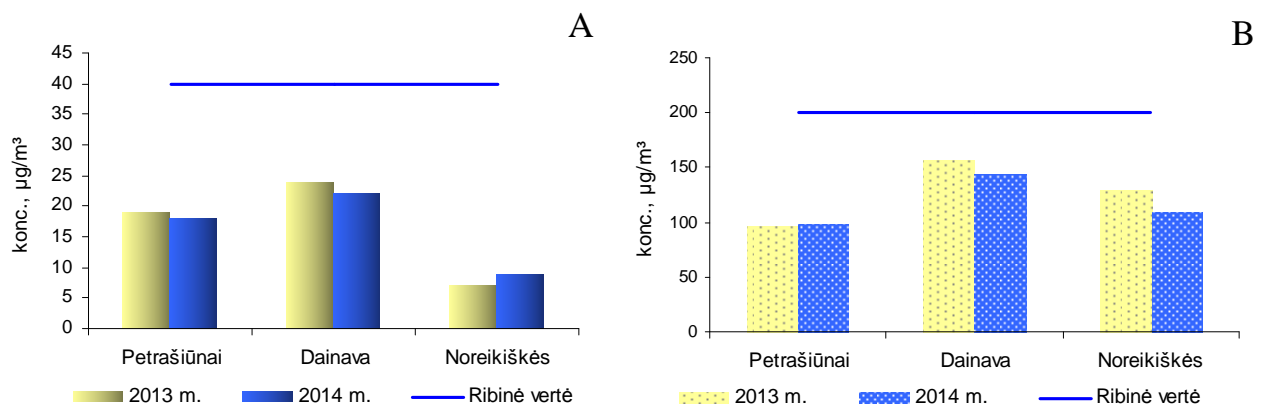 A
45
40
35
30
25
20
15
10
5
0
konc., µg/m³
Petrašiūnai Dainava Noreikiškės
2013 m. 2014 m. Ribinė vertė
B
250
200
150
100
50
0
konc., µg/m³
Petrašiūnai Dainava Noreikiškės
2013 m. 2014 m. Ribinė vertė